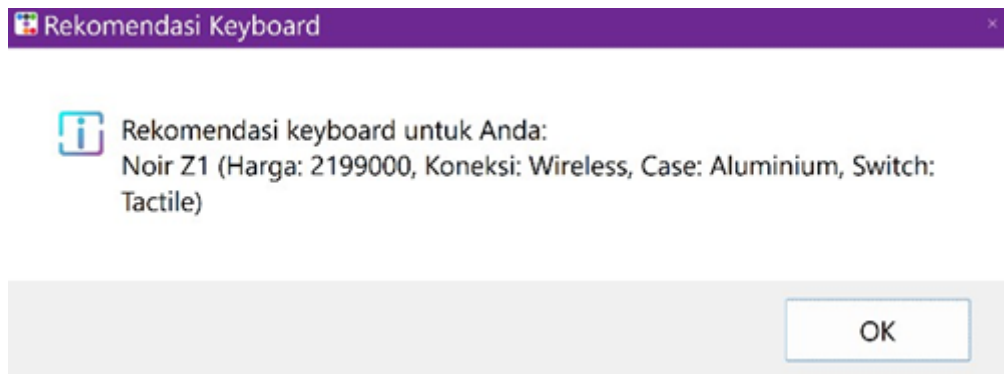 Rekomendasi Keyboard
Rekomendasi keyboard untuk Anda:
Noir Z1 (Harga: 2199000, Koneksi: Wireless, Case: Aluminium, Switch:
Tactile)
OK